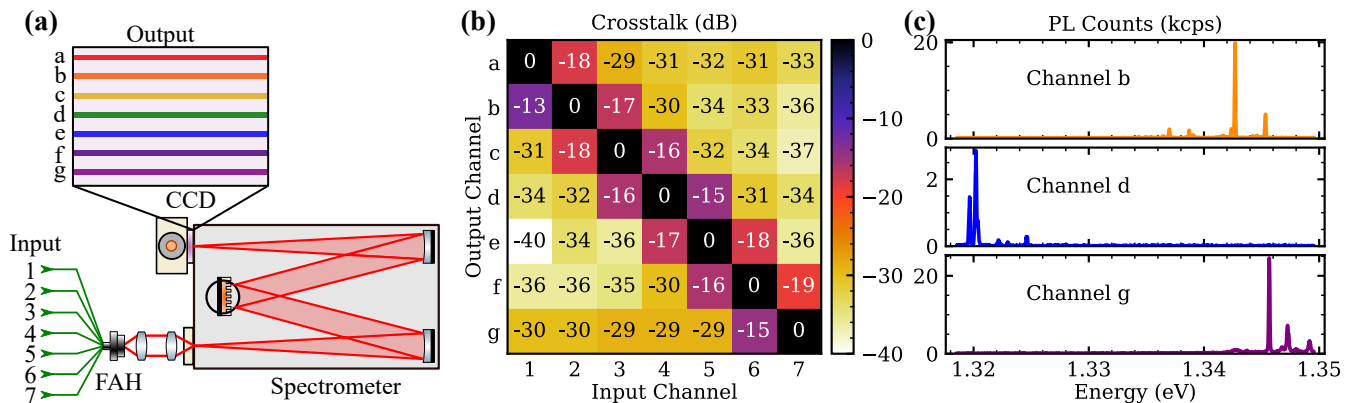 (a)
Output
a
b
c
d
e
f
g
CCD
Input
1
2
3
4
5
6
7
FAH
Spectrometer
(b)
Crosstalk (dB)
Output Channel
a 0 -18 -29 -31 -32 -31 -33
b -13 0 -17 -30 -34 -33 -36
c -31 -18 0 -16 -32 -34 -37
d -34 -32 -16 0 -15 -31 -34
e -40 -34 -36 -17 0 -18 -36
f -36 -36 -35 -30 -16 0 -19
g -30 -30 -29 -29 -29 -15 0
1 2 3 4 5 6 7
Input Channel
0
-10
-20
-30
-40
(c)
PL Counts (kcps)
20
Channel b
0
2
Channel d
0
20
Channel g
0
1.32 1.33 1.34 1.35
Energy (eV)